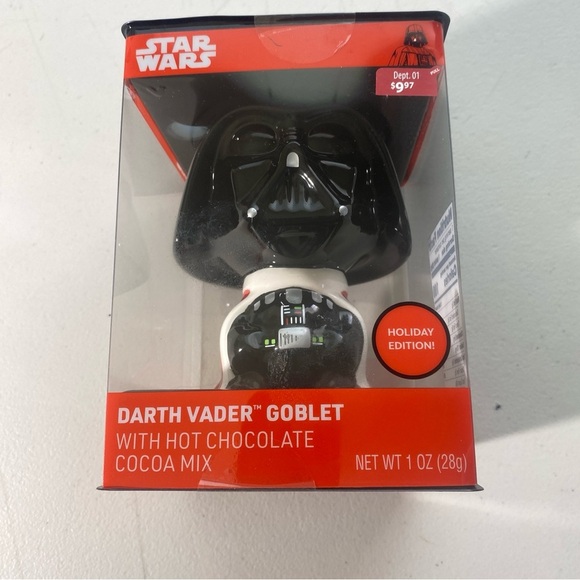 STAR
WARS
Dept. 01
$9.97
HOLIDAY
EDITION!
DARTH VADER™ GOBLET
WITH HOT CHOCOLATE
COCOA MIX
NET WT 1 OZ (28g)